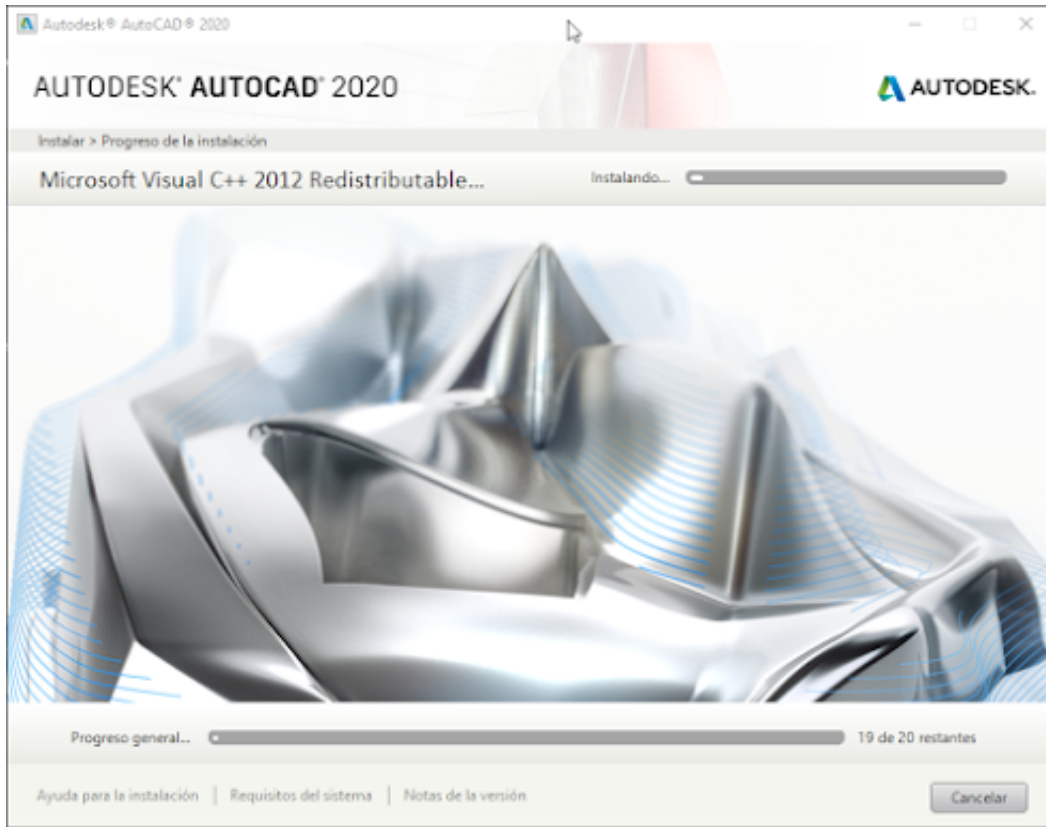 Autodesk® AutoCAD® 2020
AUTODESK® AUTOCAD® 2020
AUTODESK.
Instalar > Progreso de la instalación
Microsoft Visual C++ 2012 Redistributable...
Instalando...
Progreso general...
19 de 20 restantes
Ayuda para la instalación | Requisitos del sistema | Notas de la versión
Cancelar